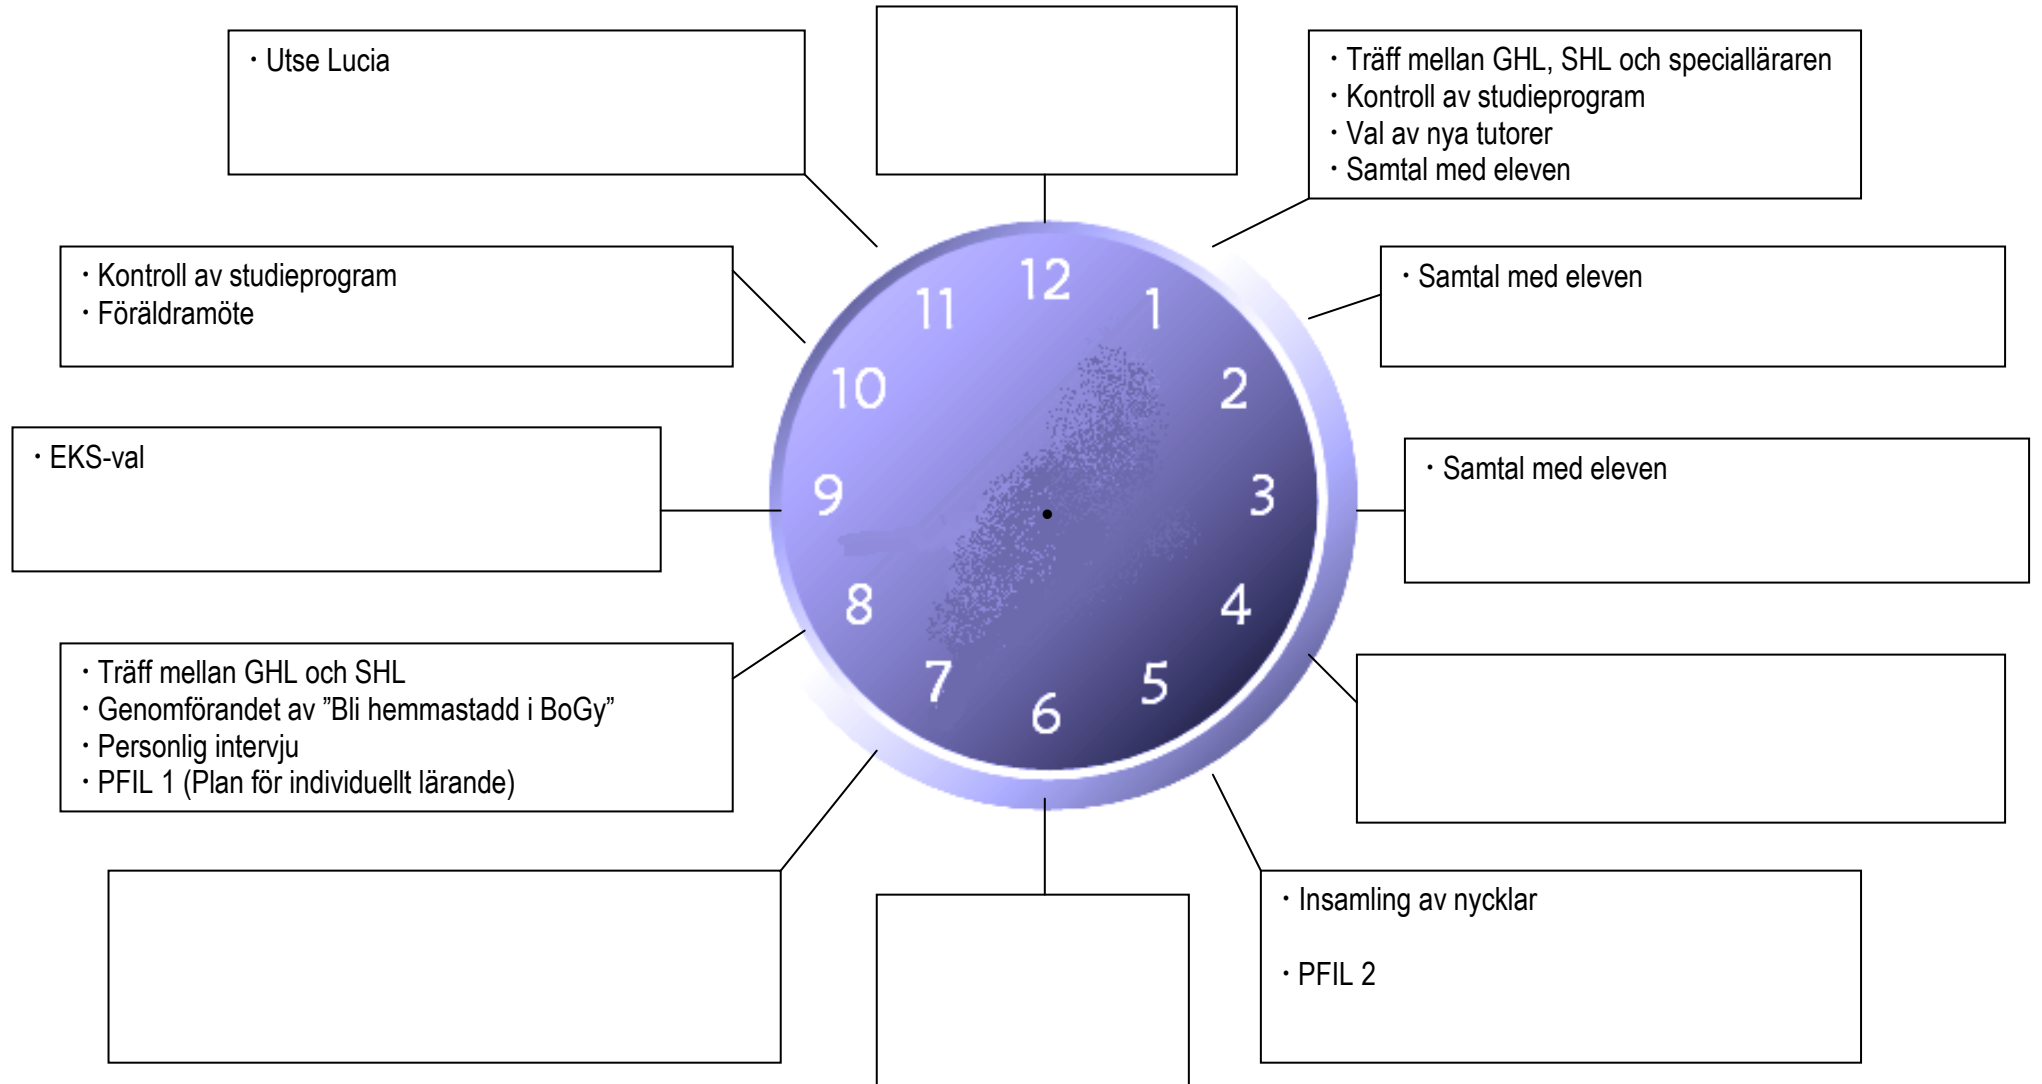 · Utse Lucia
· Träff mellan GHL, SHL och specialläraren
· Kontroll av studieprogram
· Val av nya tutorer
· Samtal med eleven
· Kontroll av studieprogram
· Föräldramöte
· Samtal med eleven
· EKS-val
· Samtal med eleven
· Träff mellan GHL och SHL
· Genomförandet av ”Bli hemmastadd i BoGy”
· Personlig intervju
· PFIL 1 (Plan för individuellt lärande)
· Insamling av nycklar
· PFIL 2
12
1
2
3
4
5
6
7
8
9
10
11